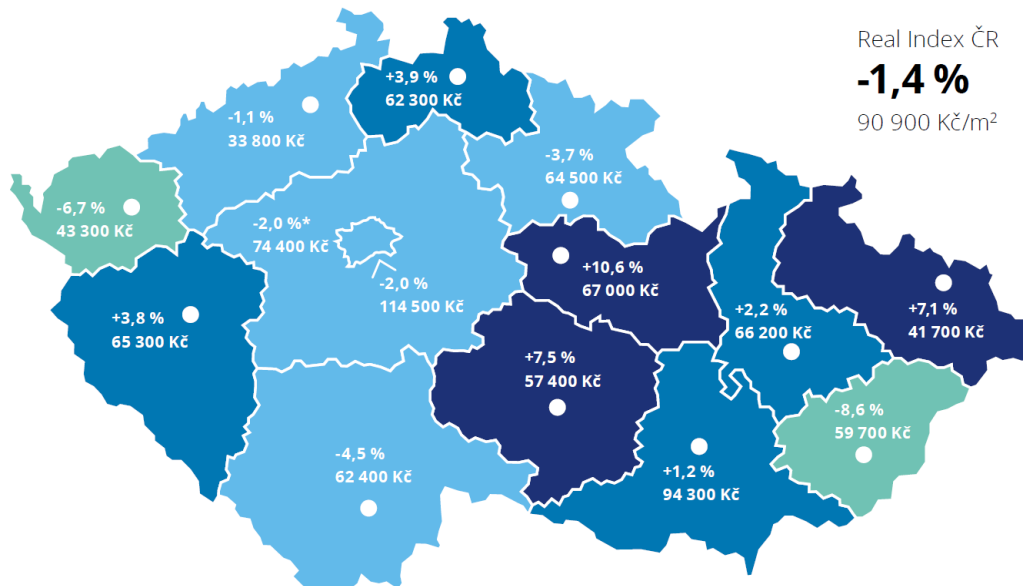 Real Index ČR
-1,4 %
90 900 Kč/m²
+3,9 %
62 300 Kč
-1,1 %
33 800 Kč
-3,7 %
64 500 Kč
-6,7 %
43 300 Kč
-2,0 %*
74 400 Kč
-2,0 %
114 500 Kč
+10,6 %
67 000 Kč
+3,8 %
65 300 Kč
+2,2 %
66 200 Kč
+7,1 %
41 700 Kč
+7,5 %
57 400 Kč
-8,6 %
59 700 Kč
-4,5 %
62 400 Kč
+1,2 %
94 300 Kč